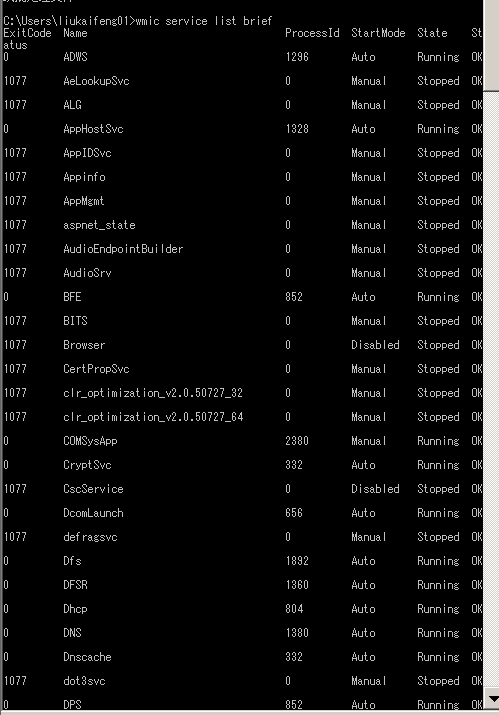 C:\Users\liukaifeng01>wmic service list brief
ExitCode Name ProcessId StartMode State St
atus
0 ADWS 1296 Auto Running OK
1077 AeLookupSvc 0 Manual Stopped OK
1077 ALG 0 Manual Stopped OK
0 AppHostSvc 1328 Auto Running OK
1077 AppIDSvc 0 Manual Stopped OK
1077 Appinfo 0 Manual Stopped OK
1077 AppMgmt 0 Manual Stopped OK
1077 aspnet_state 0 Manual Stopped OK
1077 AudioEndpointBuilder 0 Manual Stopped OK
1077 AudioSrv 0 Manual Stopped OK
0 BFE 852 Auto Running OK
1077 BITS 0 Manual Stopped OK
1077 Browser 0 Disabled Stopped OK
1077 CertPropSvc 0 Manual Stopped OK
1077 clr_optimization_v2.0.50727_32 0 Manual Stopped OK
1077 clr_optimization_v2.0.50727_64 0 Manual Stopped OK
0 COMSysApp 2380 Manual Running OK
0 CryptSvc 332 Auto Running OK
1077 CscService 0 Disabled Stopped OK
0 DcomLaunch 656 Auto Running OK
1077 defragsvc 0 Manual Stopped OK
0 Dfs 1892 Auto Running OK
0 DFSR 1360 Auto Running OK
0 Dhcp 804 Auto Running OK
0 DNS 1380 Auto Running OK
0 Dnscache 332 Auto Running OK
1077 dot3svc 0 Manual Stopped OK
0 DPS 852 Auto Running OK